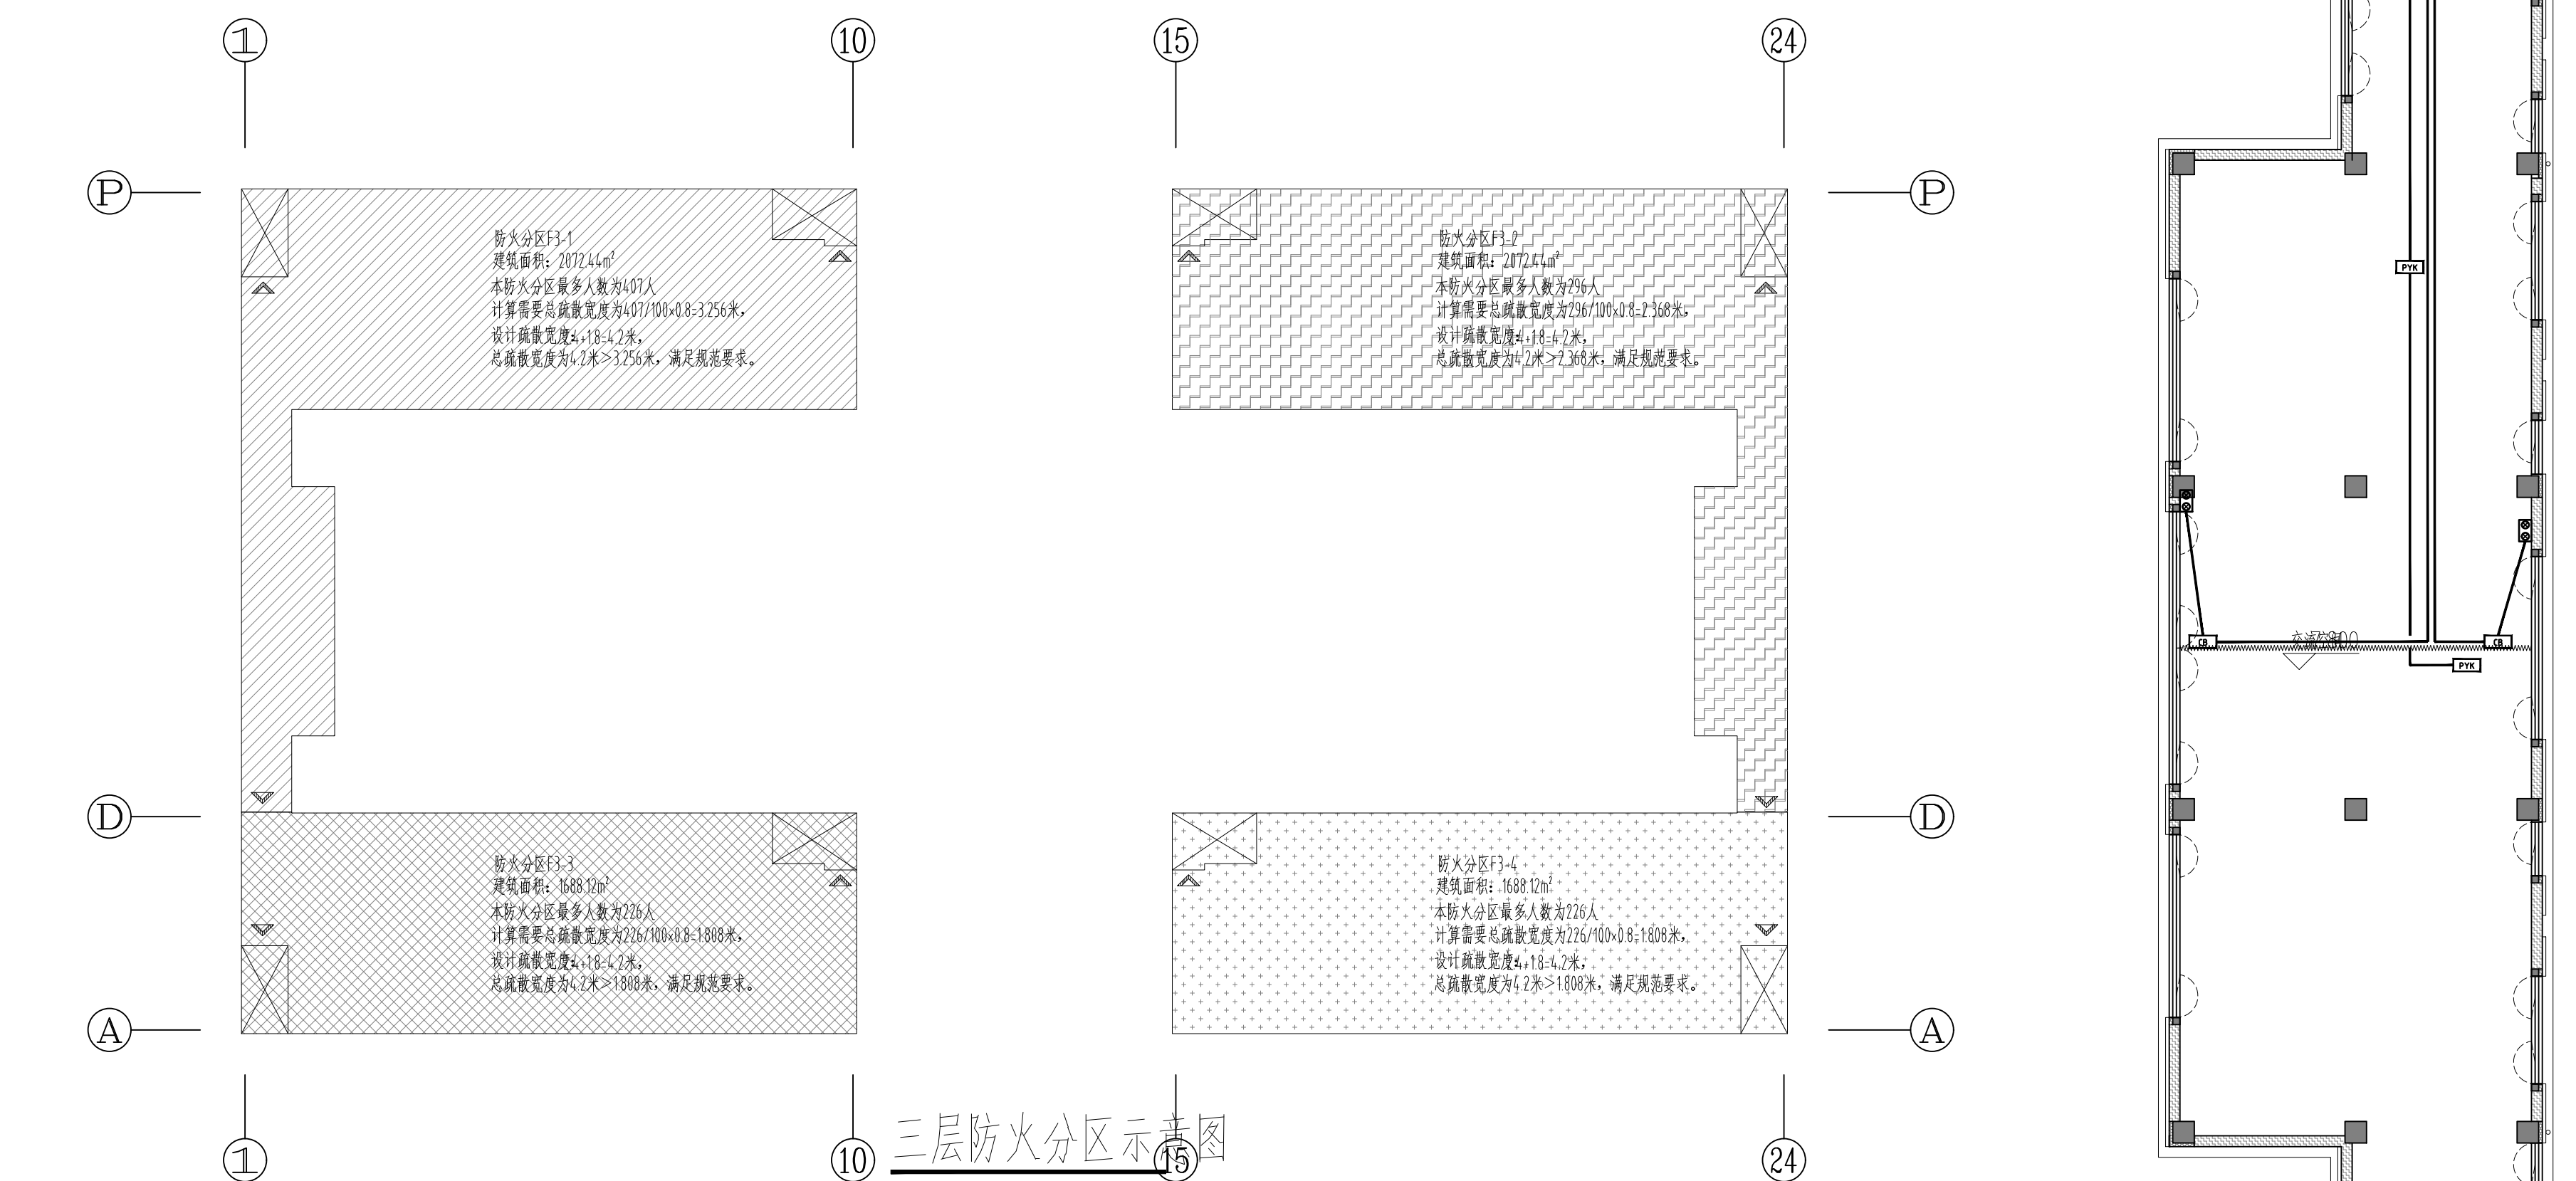 1
10
15
24
P
P
防火分区F3-1
建筑面积：2072.44m²
本防火分区最多人数为407人
计算需要总疏散宽度为407/100×0.8=3.256米，
设计疏散宽度2.4+1.8=4.2米，
总疏散宽度为4.2米＞3.256米，满足规范要求。
防火分区F3-2
建筑面积：2072.44m²
本防火分区最多人数为296人
计算需要总疏散宽度为296/100×0.8=2.368米，
设计疏散宽度2.4+1.8=4.2米，
总疏散宽度为4.2米＞2.368米，满足规范要求。
PYK
CB
CB
PYK
D
D
防火分区F3-3
建筑面积：1688.12m²
本防火分区最多人数为226人
计算需要总疏散宽度为226/100×0.8=1.808米，
设计疏散宽度2.4+1.8=4.2米，
总疏散宽度为4.2米＞1.808米，满足规范要求。
防火分区F3-4
建筑面积：1688.12m²
本防火分区最多人数为226人
计算需要总疏散宽度为226/100×0.8=1.808米，
设计疏散宽度2.4+1.8=4.2米，
总疏散宽度为4.2米＞1.808米，满足规范要求。
A
A
1
10
15
24
三层防火分区示意图